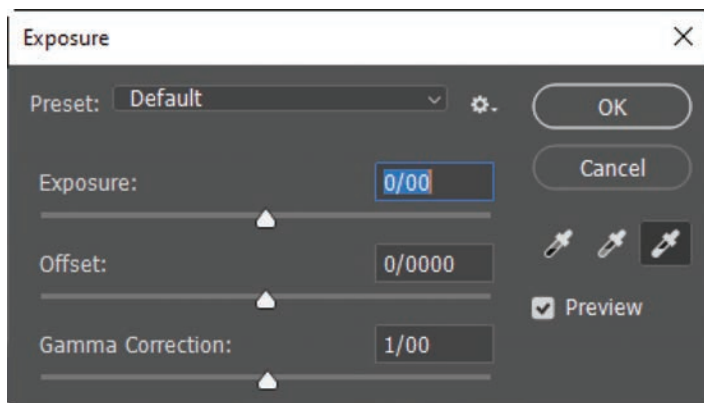 Exposure
Preset: Default
OK
Cancel
Exposure: 0/00
Offset: 0/0000
Preview
Gamma Correction: 1/00